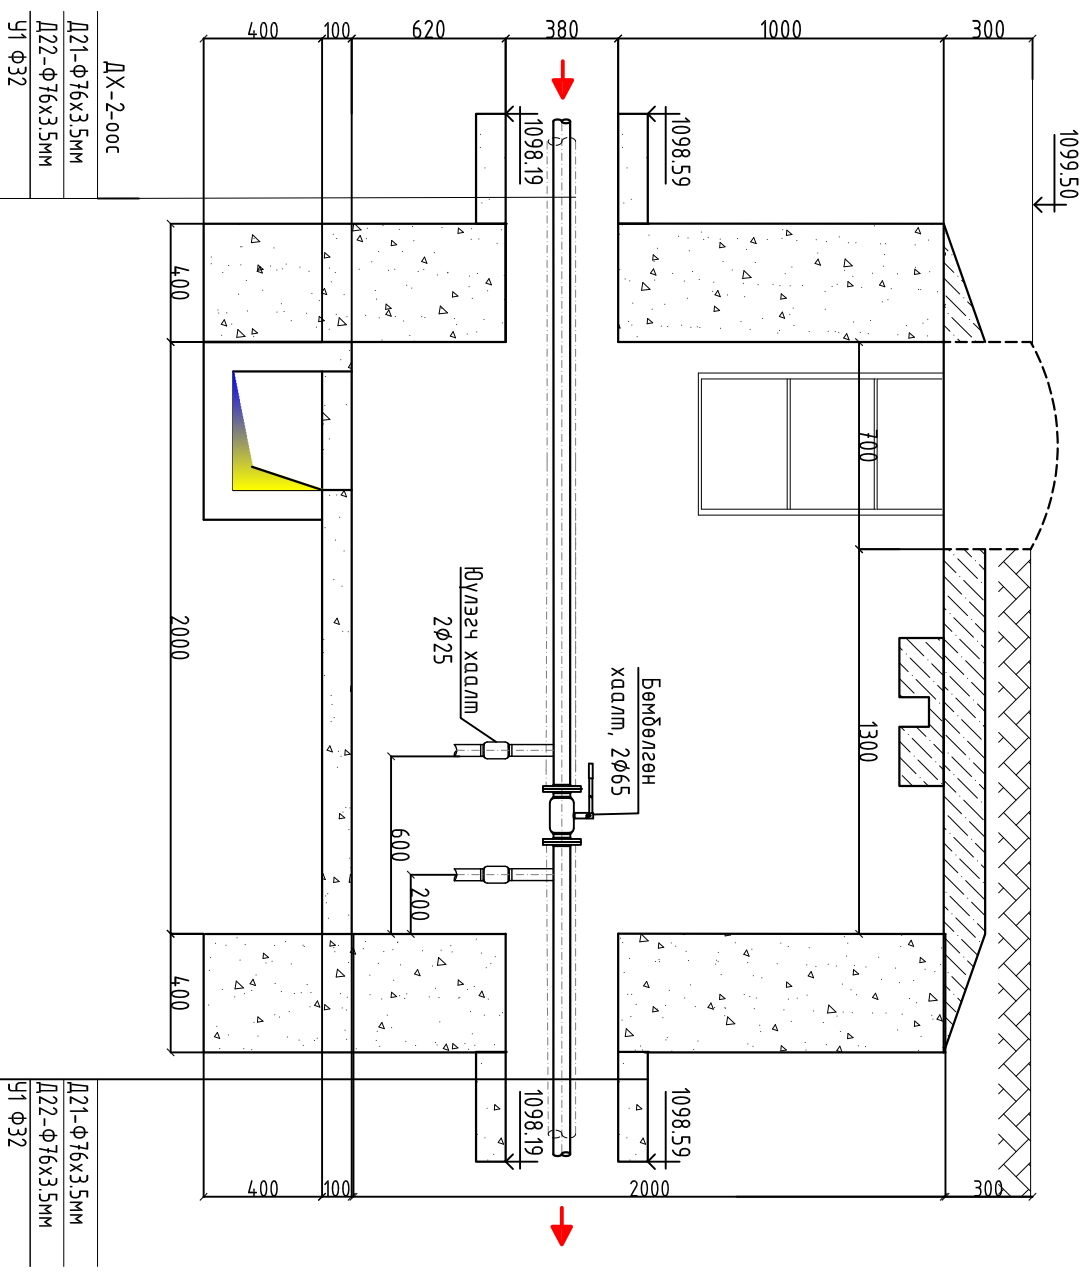 400
100
620
380
1000
300
ДХ-2-оос
Д21-Ф76х3.5мм
Д22-Ф76х3.5мм
Ч1 Ф32
1098.19
1098.59
1099.50
400
700
2000
Юүлэгч хаалт
2Ф25
Бөмбөлгөн
хаалт, 2Ф65
1300
600
200
400
Д21-Ф76х3.5мм
Д22-Ф76х3.5мм
Ч1 Ф32
1098.19
1098.59
400
100
2000
300